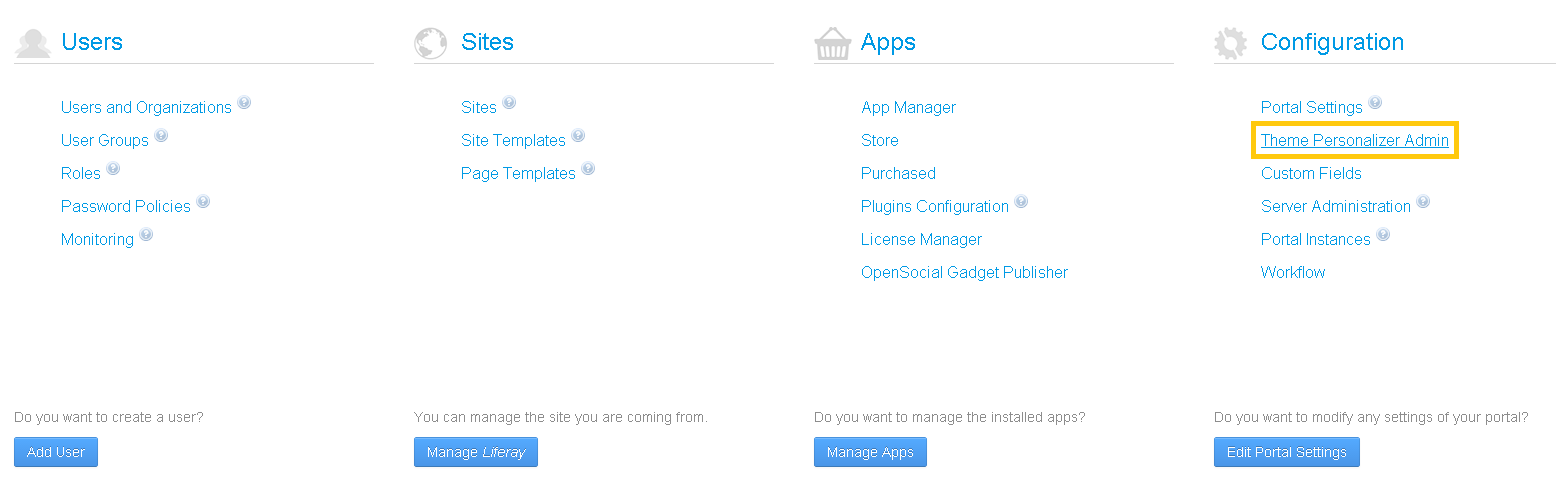 Users
Users and Organizations
User Groups
Roles
Password Policies
Monitoring
Do you want to create a user?
Add User
Sites
Sites
Site Templates
Page Templates
You can manage the site you are coming from.
Manage Liferay
Apps
App Manager
Store
Purchased
Plugins Configuration
License Manager
OpenSocial Gadget Publisher
Do you want to manage the installed apps?
Manage Apps
Configuration
Portal Settings
Theme Personalizer Admin
Custom Fields
Server Administration
Portal Instances
Workflow
Do you want to modify any settings of your portal?
Edit Portal Settings